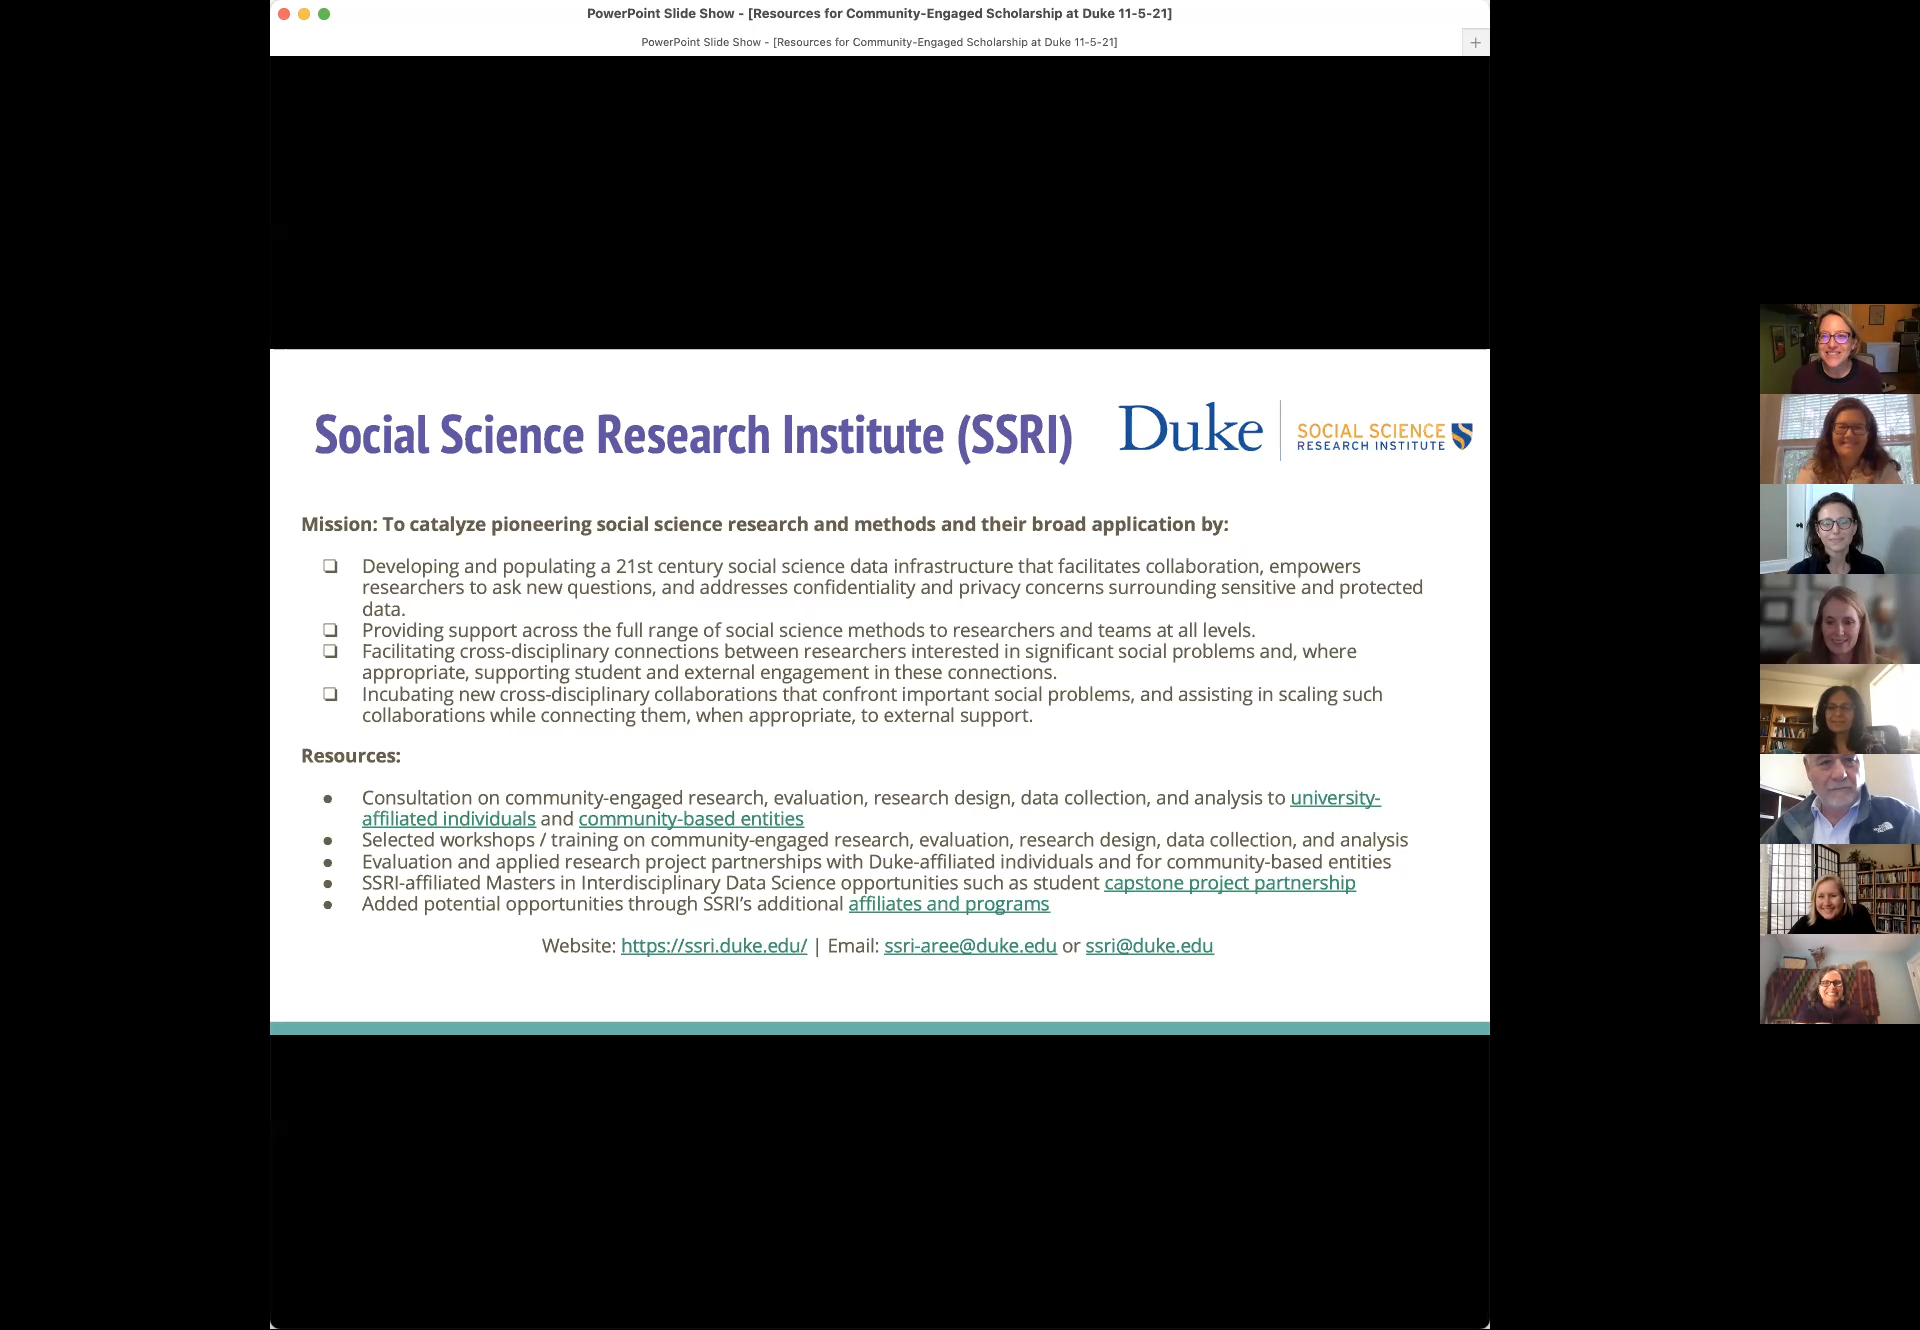 PowerPoint Slide Show - [Resources for Community-Engaged Scholarship at Duke 11-5-21]
PowerPoint Slide Show - [Resources for Community-Engaged Scholarship at Duke 11-5-21]
Social Science Research Institute (SSRI)
Duke
SOCIAL SCIENCE
RESEARCH INSTITUTE
Mission: To catalyze pioneering social science research and methods and their broad application by:
❏ Developing and populating a 21st century social science data infrastructure that facilitates collaboration, empowers
researchers to ask new questions, and addresses confidentiality and privacy concerns surrounding sensitive and protected
data.
❏ Providing support across the full range of social science methods to researchers and teams at all levels.
❏ Facilitating cross-disciplinary connections between researchers interested in significant social problems and, where
appropriate, supporting student and external engagement in these connections.
❏ Incubating new cross-disciplinary collaborations that confront important social problems, and assisting in scaling such
collaborations while connecting them, when appropriate, to external support.
Resources:
● Consultation on community-engaged research, evaluation, research design, data collection, and analysis to university-
affiliated individuals and community-based entities
● Selected workshops / training on community-engaged research, evaluation, research design, data collection, and analysis
● Evaluation and applied research project partnerships with Duke-affiliated individuals and for community-based entities
● SSRI-affiliated Masters in Interdisciplinary Data Science opportunities such as student capstone project partnership
● Added potential opportunities through SSRI's additional affiliates and programs
Website: https://ssri.duke.edu/ | Email: ssri-aree@duke.edu or ssri@duke.edu